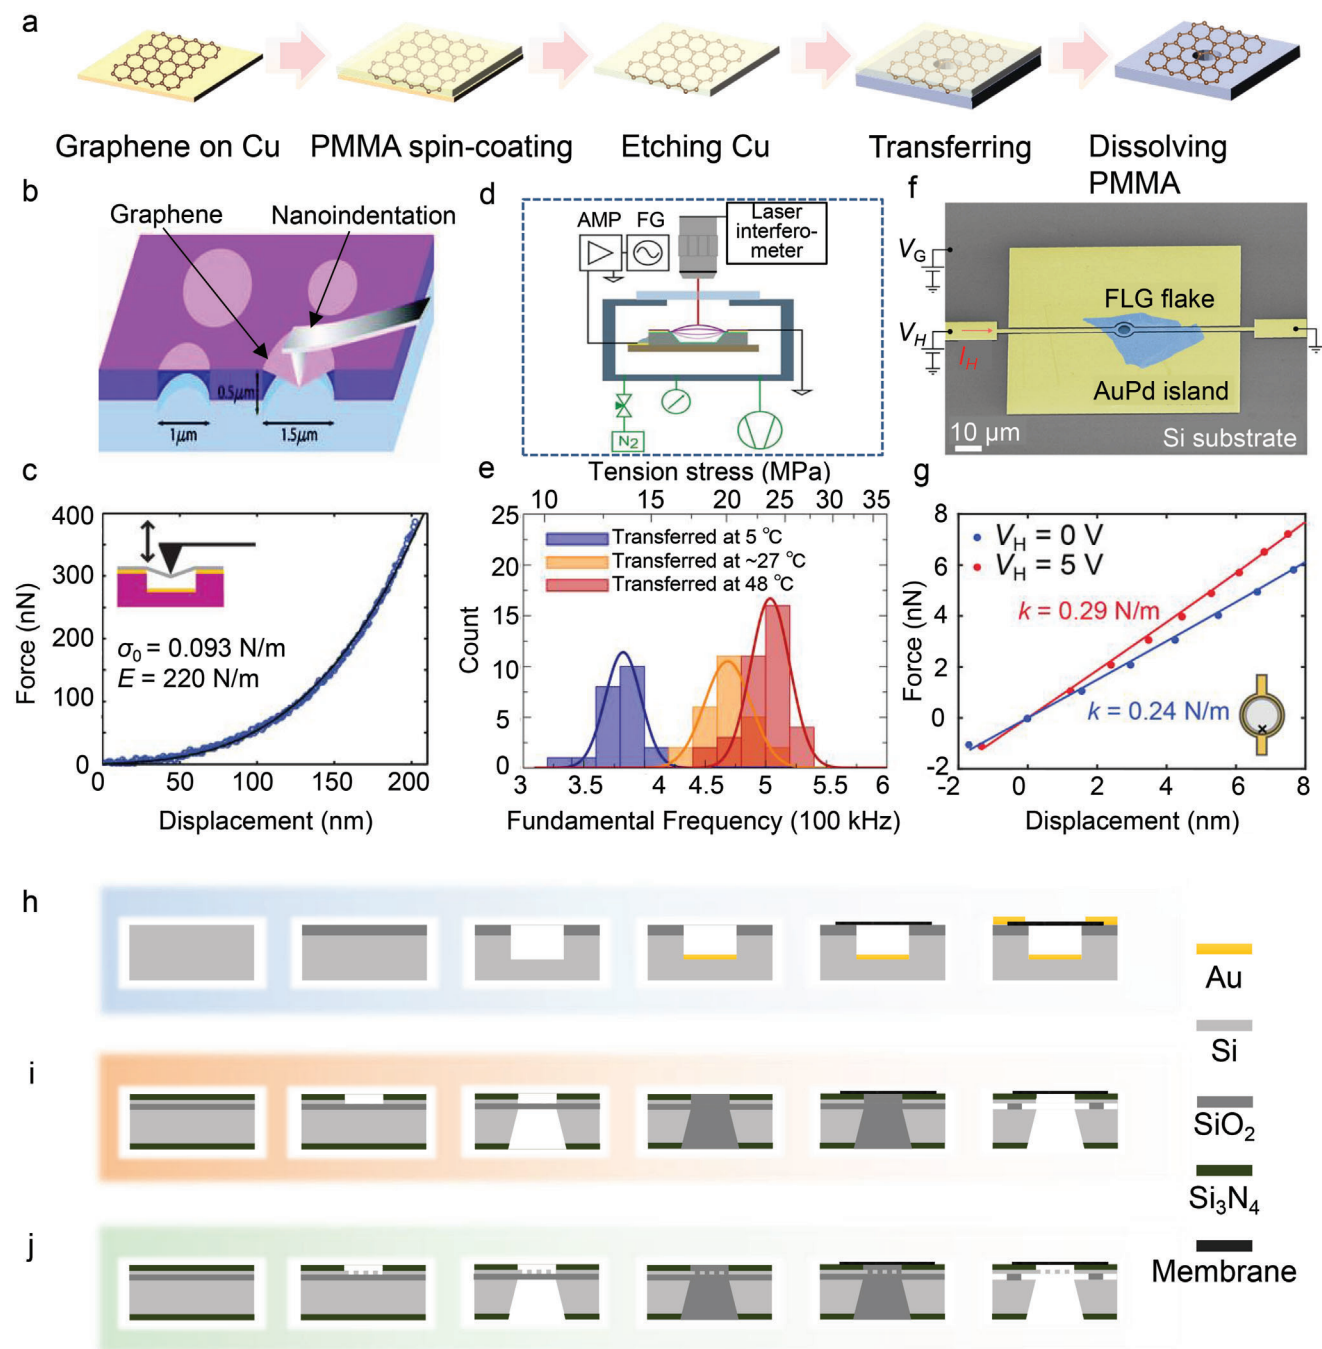 a
Graphene on Cu
PMMA spin-coating
Etching Cu
Transferring
Dissolving
PMMA
b
Graphene
Nanoindentation
0.5µm
1µm
1.5µm
d
AMP
FG
Laser
interfero-
meter
N2
f
VG
VH
IH
FLG flake
AuPd island
10 µm
Si substrate
c
400
300
200
100
0
Force (nN)
σ0 = 0.093 N/m
E = 220 N/m
0
50
100
150
200
Displacement (nm)
e
Tension stress (MPa)
10
15
20
25
30
35
25
20
15
10
5
0
Count
Transferred at 5 °C
Transferred at ~27 °C
Transferred at 48 °C
3
3.5
4
4.5
5
5.5
6
Fundamental Frequency (100 kHz)
g
8
6
4
2
0
-2
Force (nN)
VH = 0 V
VH = 5 V
k = 0.29 N/m
k = 0.24 N/m
-2
0
2
4
6
8
Displacement (nm)
h
i
j
Au
Si
SiO2
Si3N4
Membrane